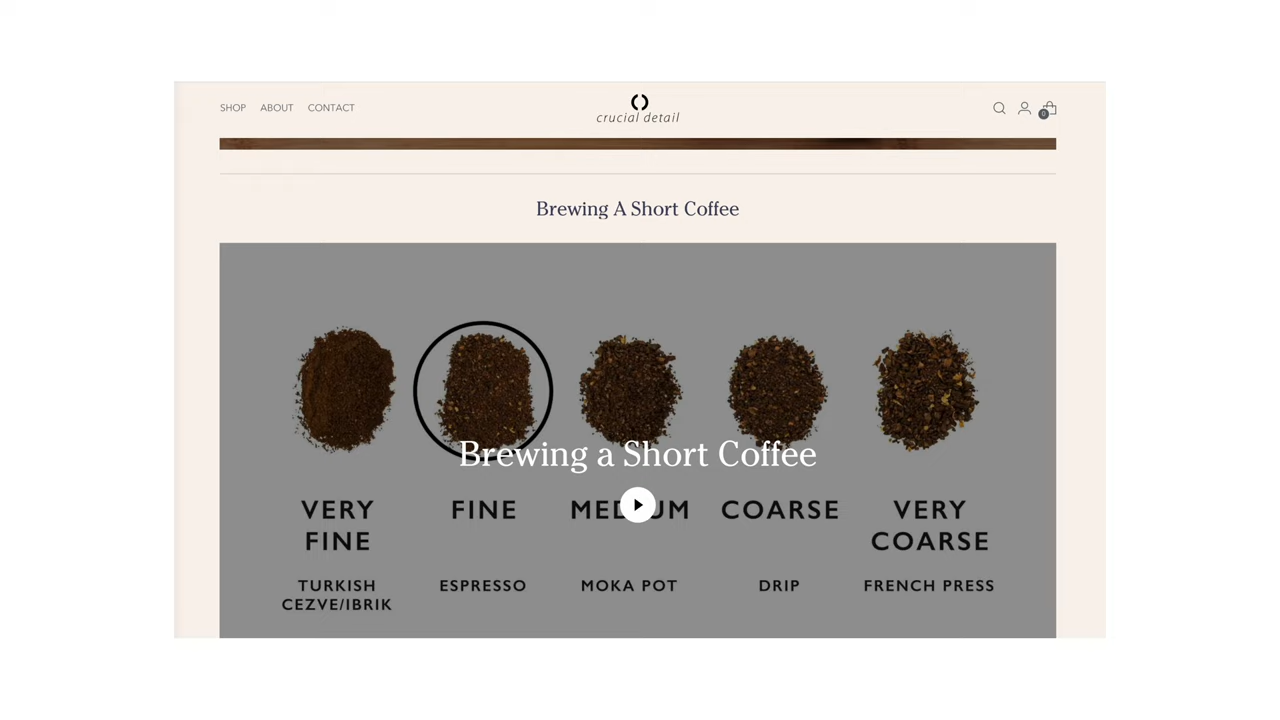 SHOP ABOUT CONTACT
crucial detail
0
Brewing A Short Coffee
Brewing a Short Coffee
VERY FINE
FINE
MEDIUM
COARSE
VERY COARSE
TURKISH CEZVE/IBRIK
ESPRESSO
MOKA POT
DRIP
FRENCH PRESS